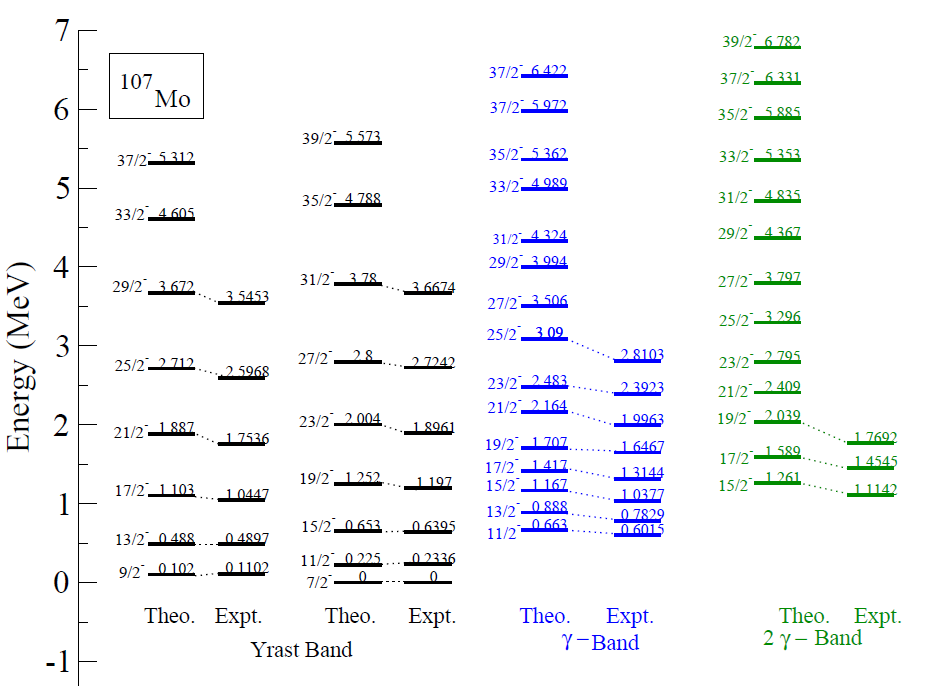 7
6
5
4
3
2
1
0
-1
Energy (MeV)
107Mo
37/2- 5.312
33/2- 4.605
29/2- 3.672 3.5453
25/2- 2.712 2.5968
21/2- 1.887 1.7536
17/2- 1.103 1.0447
13/2- 0.488 0.4897
9/2- 0.102 0.1102
39/2- 5.573
35/2- 4.788
31/2- 3.78 3.6674
27/2- 2.8 2.7242
23/2- 2.004 1.8961
19/2- 1.252 1.197
15/2- 0.653 0.6395
11/2- 0.225 0.2336
7/2- 0 0
37/2- 6.422
37/2- 5.972
35/2- 5.362
33/2- 4.989
31/2- 4.324
29/2- 3.994
27/2- 3.506
25/2- 3.09 2.8103
23/2- 2.483 2.3923
21/2- 2.164 1.9963
19/2- 1.707 1.6467
17/2- 1.417 1.3144
15/2- 1.167 1.0377
13/2- 0.888 0.7829
11/2- 0.663 0.6015
39/2- 6.782
37/2- 6.331
35/2- 5.885
33/2- 5.353
31/2- 4.835
29/2- 4.367
27/2- 3.797
25/2- 3.296
23/2- 2.795
21/2- 2.409
19/2- 2.039 1.7692
17/2- 1.589 1.4545
15/2- 1.261 1.1142
Theo. Expt. Theo. Expt. Theo. Expt. Theo. Expt.
Yrast Band
γ-Band
2 γ- Band